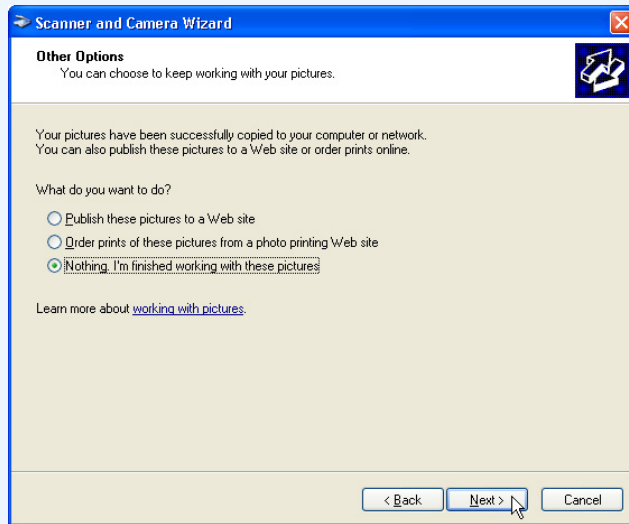 Scanner and Camera Wizard
Other Options
You can choose to keep working with your pictures.
Your pictures have been successfully copied to your computer or network.
You can also publish these pictures to a Web site or order prints online.
What do you want to do?
Publish these pictures to a Web site
Order prints of these pictures from a photo printing Web site
Nothing. I'm finished working with these pictures
Learn more about working with pictures.
< Back Next > Cancel